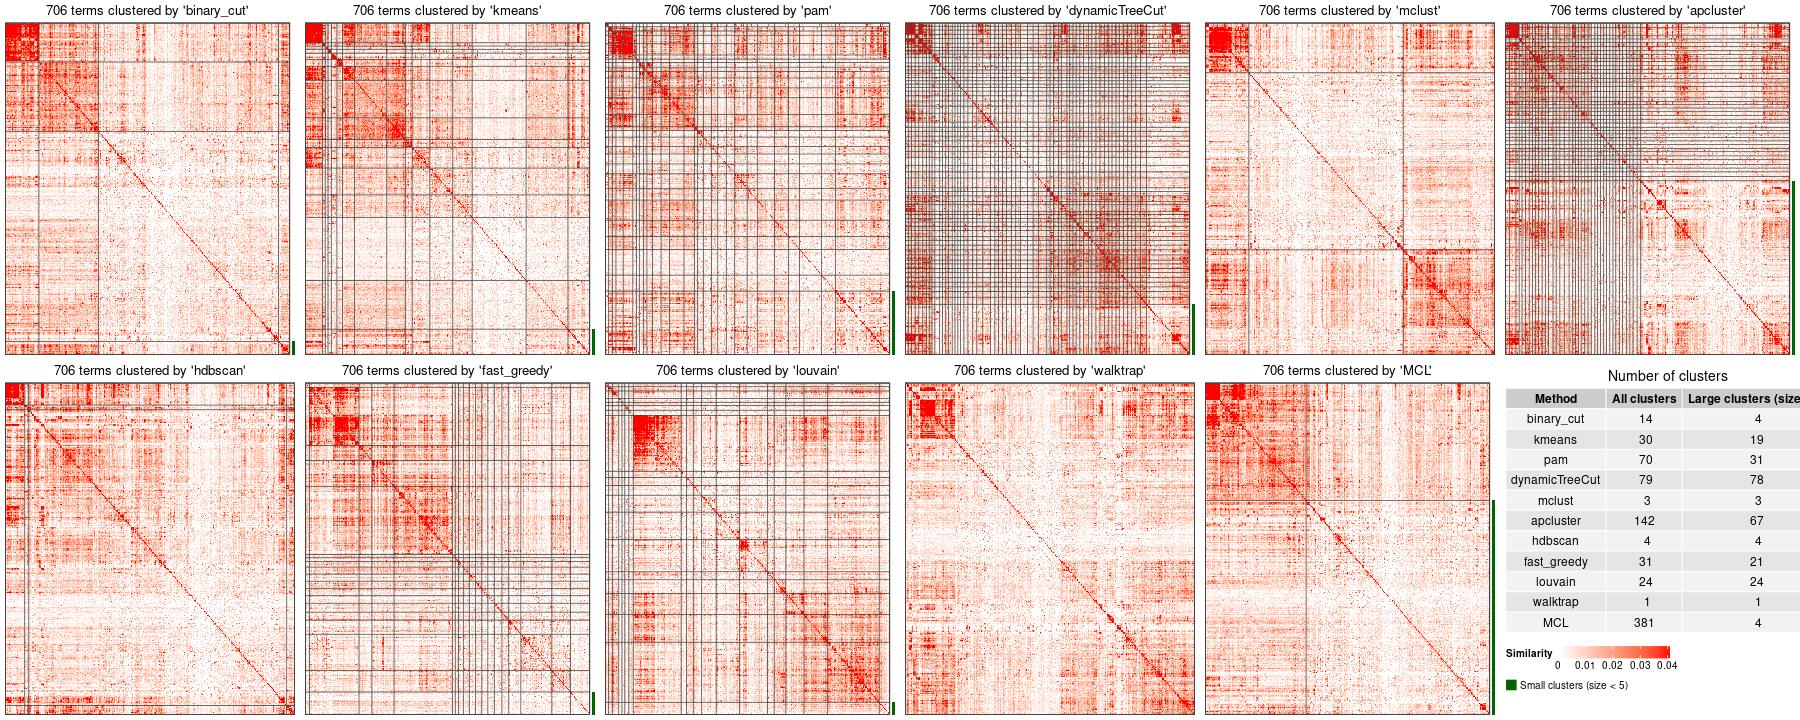 706 terms clustered by 'binary_cut'
706 terms clustered by 'kmeans'
706 terms clustered by 'pam'
706 terms clustered by 'dynamicTreeCut'
706 terms clustered by 'mclust'
706 terms clustered by 'apcluster'
706 terms clustered by 'hdbscan'
706 terms clustered by 'fast_greedy'
706 terms clustered by 'louvain'
706 terms clustered by 'walktrap'
706 terms clustered by 'MCL'
Number of clusters
Method All clusters Large clusters (size
binary_cut 14 4
kmeans 30 19
pam 70 31
dynamicTreeCut 79 78
mclust 3 3
apcluster 142 67
hdbscan 4 4
fast_greedy 31 21
louvain 24 24
walktrap 1 1
MCL 381 4
Similarity
0 0.01 0.02 0.03 0.04
Small clusters (size < 5)